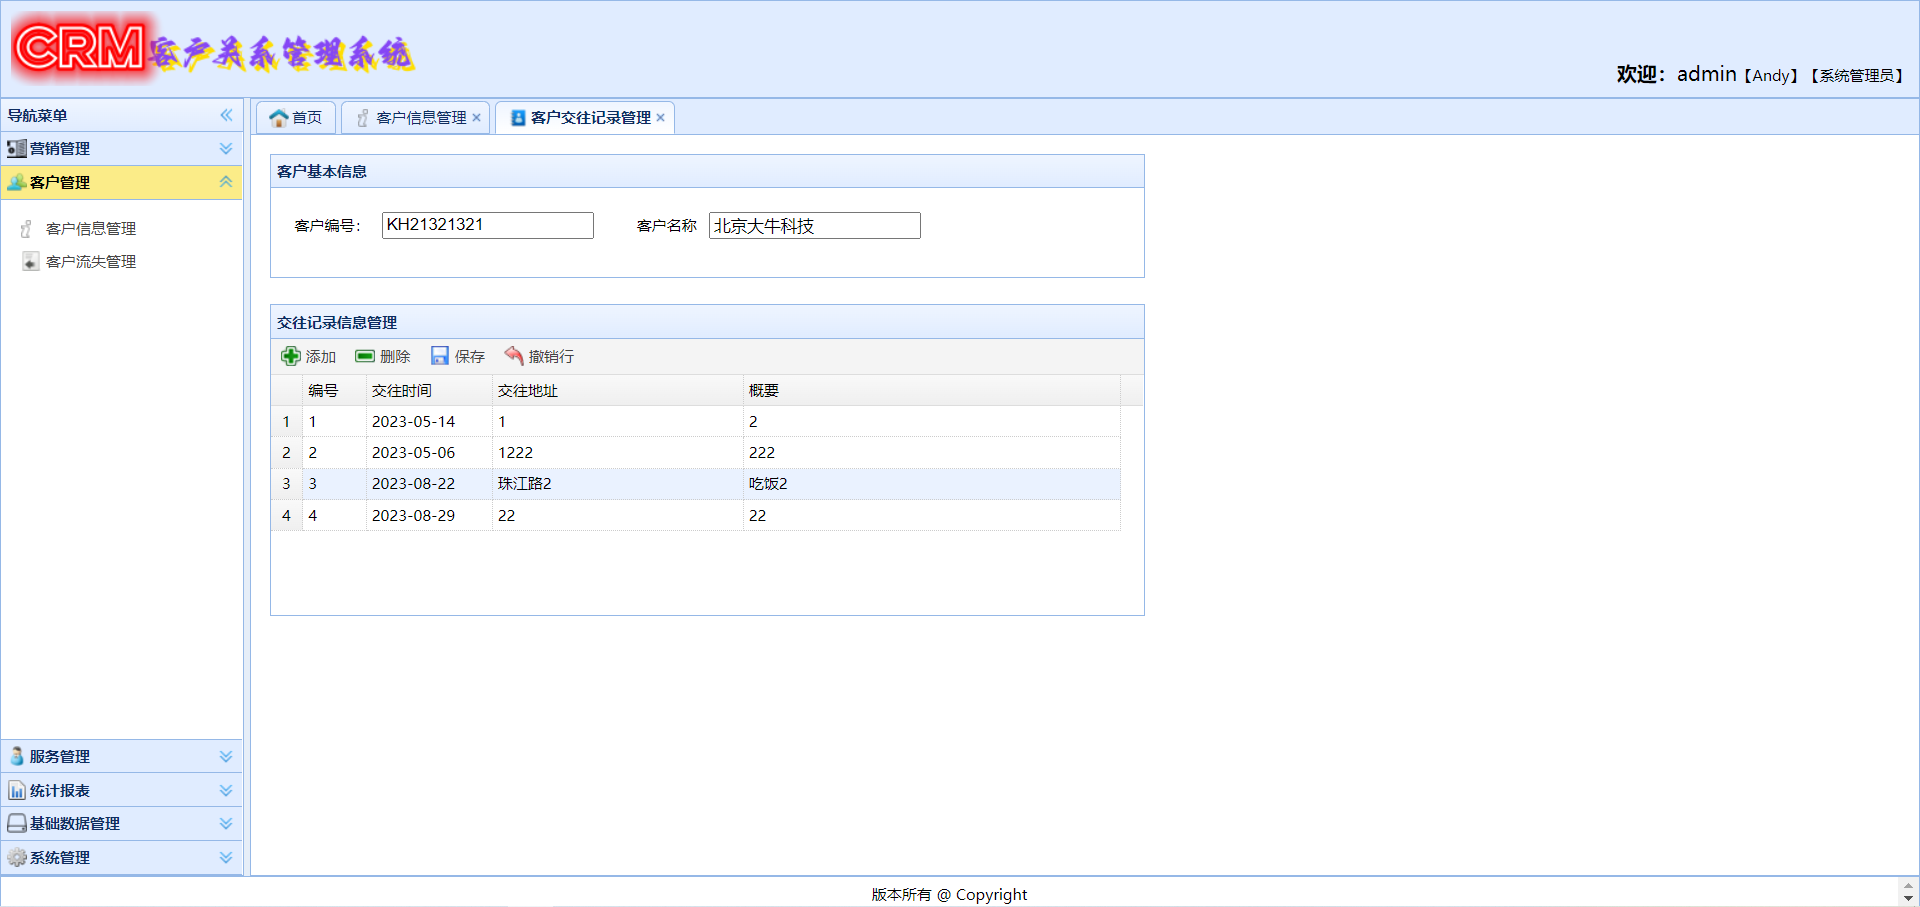 CRM客户关系管理系统
欢迎：admin【Andy】【系统管理员】
导航菜单
营销管理
客户管理
客户信息管理
客户流失管理
服务管理
统计报表
基础数据管理
系统管理
首页 客户信息管理 客户交往记录管理
客户基本信息
客户编号： KH21321321 客户名称 北京大牛科技
交往记录信息管理
添加 删除 保存 撤销行
编号 交往时间 交往地址 概要
1 1 2023-05-14 1 2
2 2 2023-05-06 1222 222
3 3 2023-08-22 珠江路2 吃饭2
4 4 2023-08-29 22 22
版本所有 @ Copyright